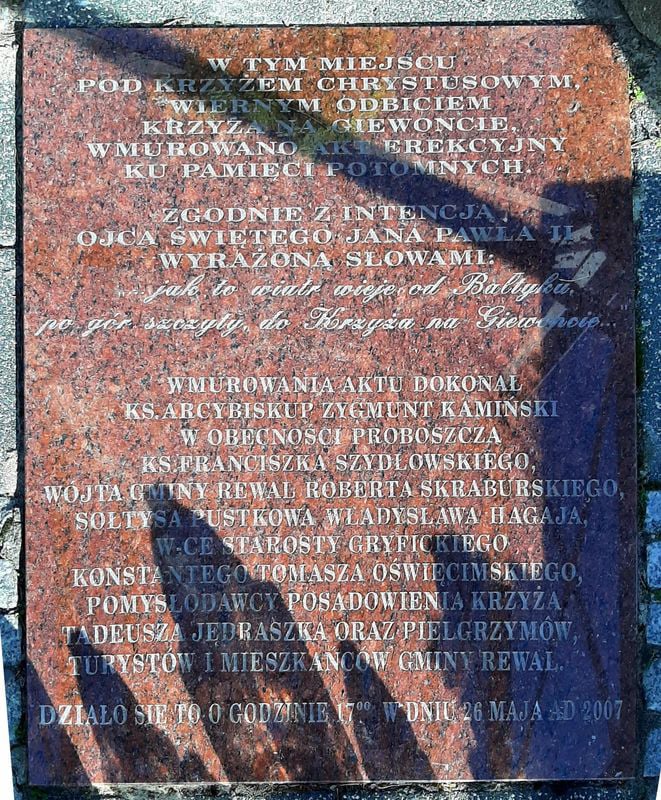 W TYM MIEJSCU
POD KRZYŻEM CHRYSTUSOWYM,
WIERNYM ODBICIEM
KRZYŻA NA GIEWONCIE,
WMUROWANO AKT EREKCYJNY
KU PAMIĘCI POTOMNYCH.
ZGODNIE Z INTENCJĄ
OJCA ŚWIĘTEGO JANA PAWŁA II
WYRAŻONĄ SŁOWAMI:
...jak to wiatr wieje od Bałtyku,
po gór szczyty, do Krzyża na Giewoncie...
WMUROWANIA AKTU DOKONAŁ
KS.ARCYBISKUP ZYGMUNT KAMIŃSKI
W OBECNOŚCI PROBOSZCZA
KS.FRANCISZKA SZYDŁOWSKIEGO,
WÓJTA GMINY REWAL ROBERTA SKRABURSKIEGO,
SOŁTYSA PUSTKOWA WŁADYSŁAWA HAGAJA,
W-CE STAROSTY GRYFICKIEGO
KONSTANTEGO TOMASZA OŚWIĘCIMSKIEGO,
POMYSŁODAWCY POSADOWIENIA KRZYŻA
TADEUSZA JĘDRASZKA ORAZ PIELGRZYMÓW,
TURYSTÓW I MIESZKAŃCÓW GMINY REWAL.
DZIAŁO SIĘ TO O GODZINIE 17⁰⁰ W DNIU 26 MAJA AD 2007